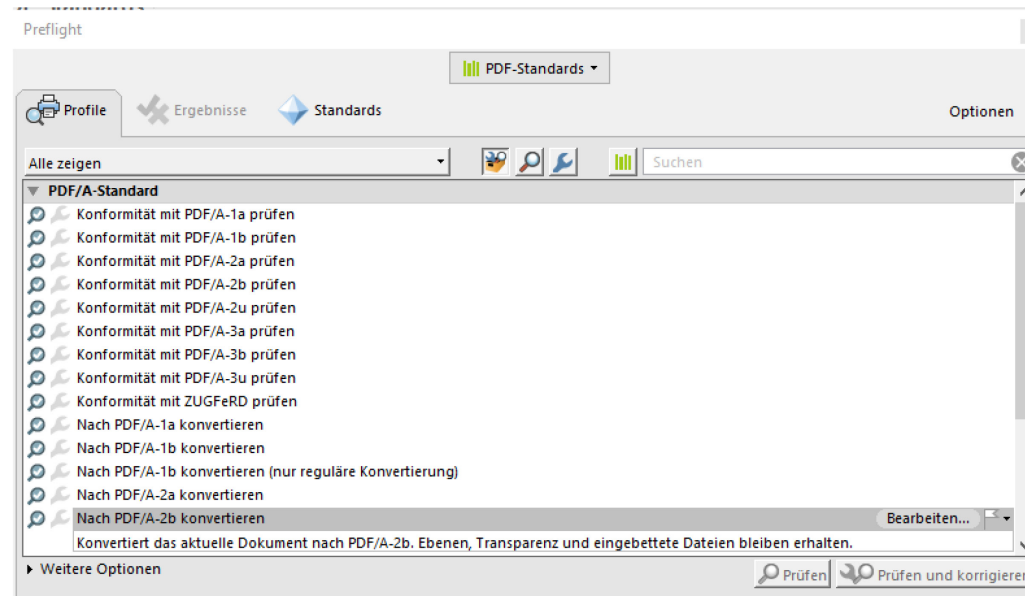 Preflight
PDF-Standards
Profile Ergebnisse Standards Optionen
Alle zeigen Suchen
PDF/A-Standard
Konformität mit PDF/A-1a prüfen
Konformität mit PDF/A-1b prüfen
Konformität mit PDF/A-2a prüfen
Konformität mit PDF/A-2b prüfen
Konformität mit PDF/A-2u prüfen
Konformität mit PDF/A-3a prüfen
Konformität mit PDF/A-3b prüfen
Konformität mit PDF/A-3u prüfen
Konformität mit ZUGFeRD prüfen
Nach PDF/A-1a konvertieren
Nach PDF/A-1b konvertieren
Nach PDF/A-1b konvertieren (nur reguläre Konvertierung)
Nach PDF/A-2a konvertieren
Nach PDF/A-2b konvertieren Bearbeiten...
Konvertiert das aktuelle Dokument nach PDF/A-2b. Ebenen, Transparenz und eingebettete Dateien bleiben erhalten.
Weitere Optionen Prüfen Prüfen und korrigieren